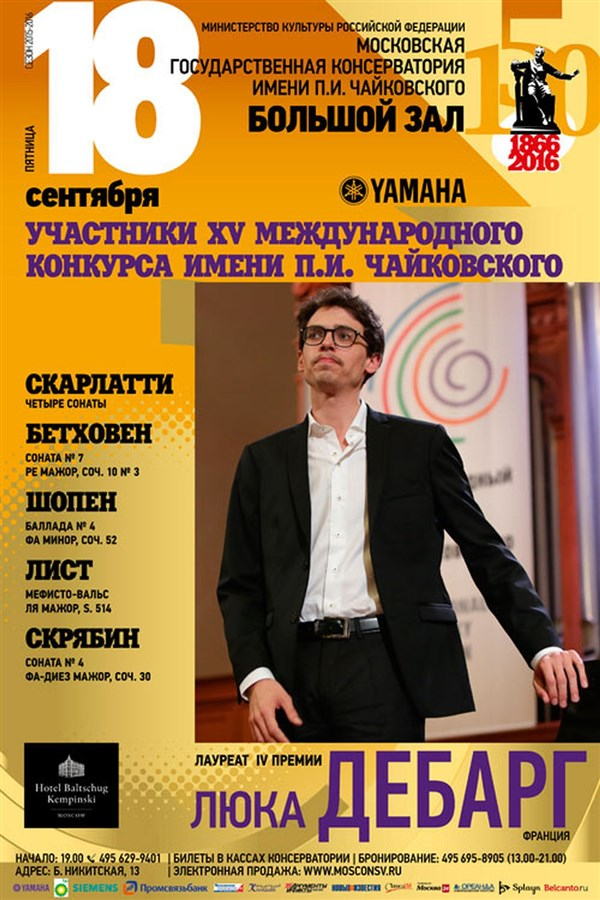 СЕЗОН 2015-2016
ПЯТНИЦА
18
сентября
МИНИСТЕРСТВО КУЛЬТУРЫ РОССИЙСКОЙ ФЕДЕРАЦИИ
МОСКОВСКАЯ
ГОСУДАРСТВЕННАЯ КОНСЕРВАТОРИЯ
ИМЕНИ П.И. ЧАЙКОВСКОГО
БОЛЬШОЙ ЗАЛ
150
1866
2016
YAMAHA
УЧАСТНИКИ XV МЕЖДУНАРОДНОГО
КОНКУРСА ИМЕНИ П.И. ЧАЙКОВСКОГО
СКАРЛАТТИ
ЧЕТЫРЕ СОНАТЫ
БЕТХОВЕН
СОНАТА № 7
РЕ МАЖОР, СОЧ. 10 № 3
ШОПЕН
БАЛЛАДА № 4
ФА МИНОР, СОЧ. 52
ЛИСТ
МЕФИСТО-ВАЛЬС
ЛЯ МАЖОР, S. 514
СКРЯБИН
СОНАТА № 4
ФА-ДИЕЗ МАЖОР, СОЧ. 30
Hotel Baltschug
Kempinski
MOSCOW
ЛАУРЕАТ IV ПРЕМИИ
ЛЮКА ДЕБАРГ
ФРАНЦИЯ
НАЧАЛО: 19.00 495 629-9401 | БИЛЕТЫ В КАССАХ КОНСЕРВАТОРИИ | БРОНИРОВАНИЕ: 495 695-8905 (13.00-21.00)
АДРЕС: Б. НИКИТСКАЯ, 13 | ЭЛЕКТРОННАЯ ПРОДАЖА: WWW.MOSCONSV.RU
YAMAHA SIEMENS Промсвязьбанк НОВЫЕ ИЗВЕСТИЯ Москва 24 ОРЕАНДА Splayn Belcanto.ru